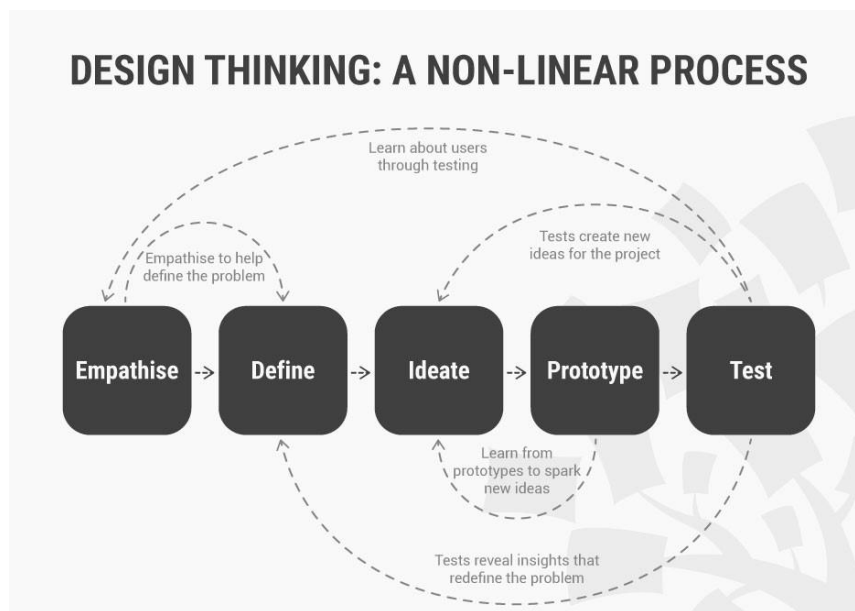 DESIGN THINKING: A NON-LINEAR PROCESS
Learn about users
through testing
Empathise to help
define the problem
Tests create new
ideas for the project
Empathise
Define
Ideate
Prototype
Test
Learn from
prototypes to spark
new ideas
Tests reveal insights that
redefine the problem